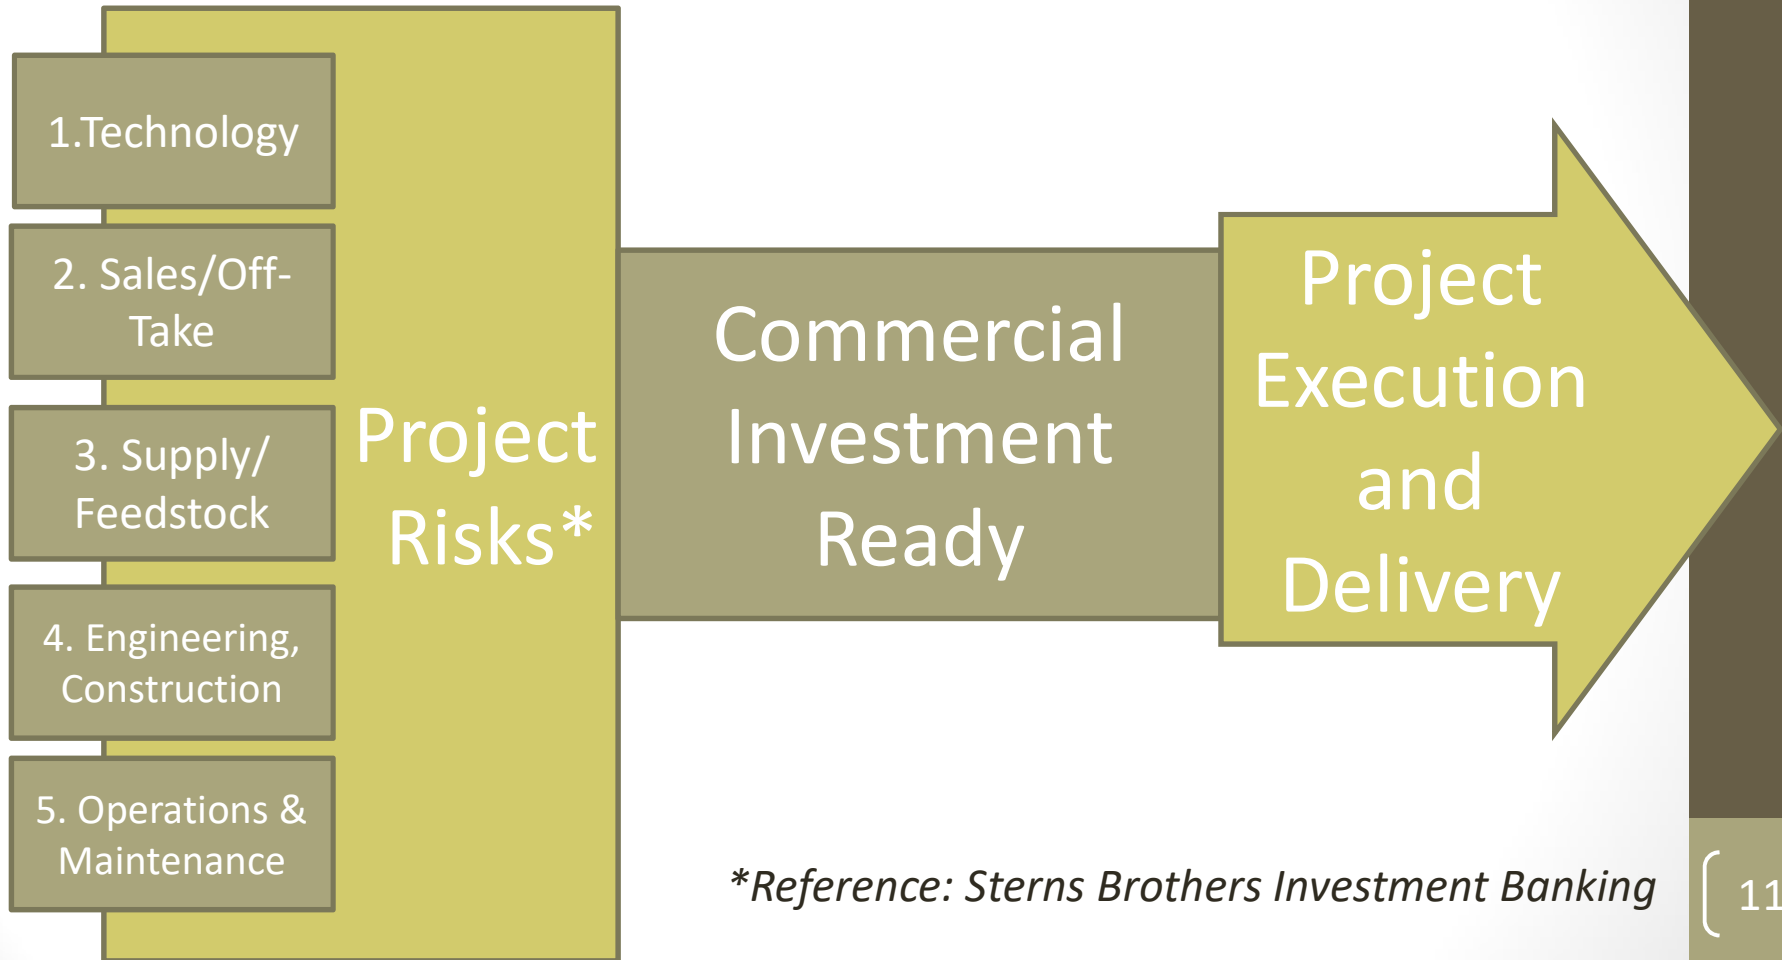 1.Technology
2. Sales/Off-
Take
3. Supply/
Feedstock
4. Engineering,
Construction
5. Operations &
Maintenance
Project
Risks*
Commercial
Investment
Ready
Project
Execution
and
Delivery
*Reference: Sterns Brothers Investment Banking
11